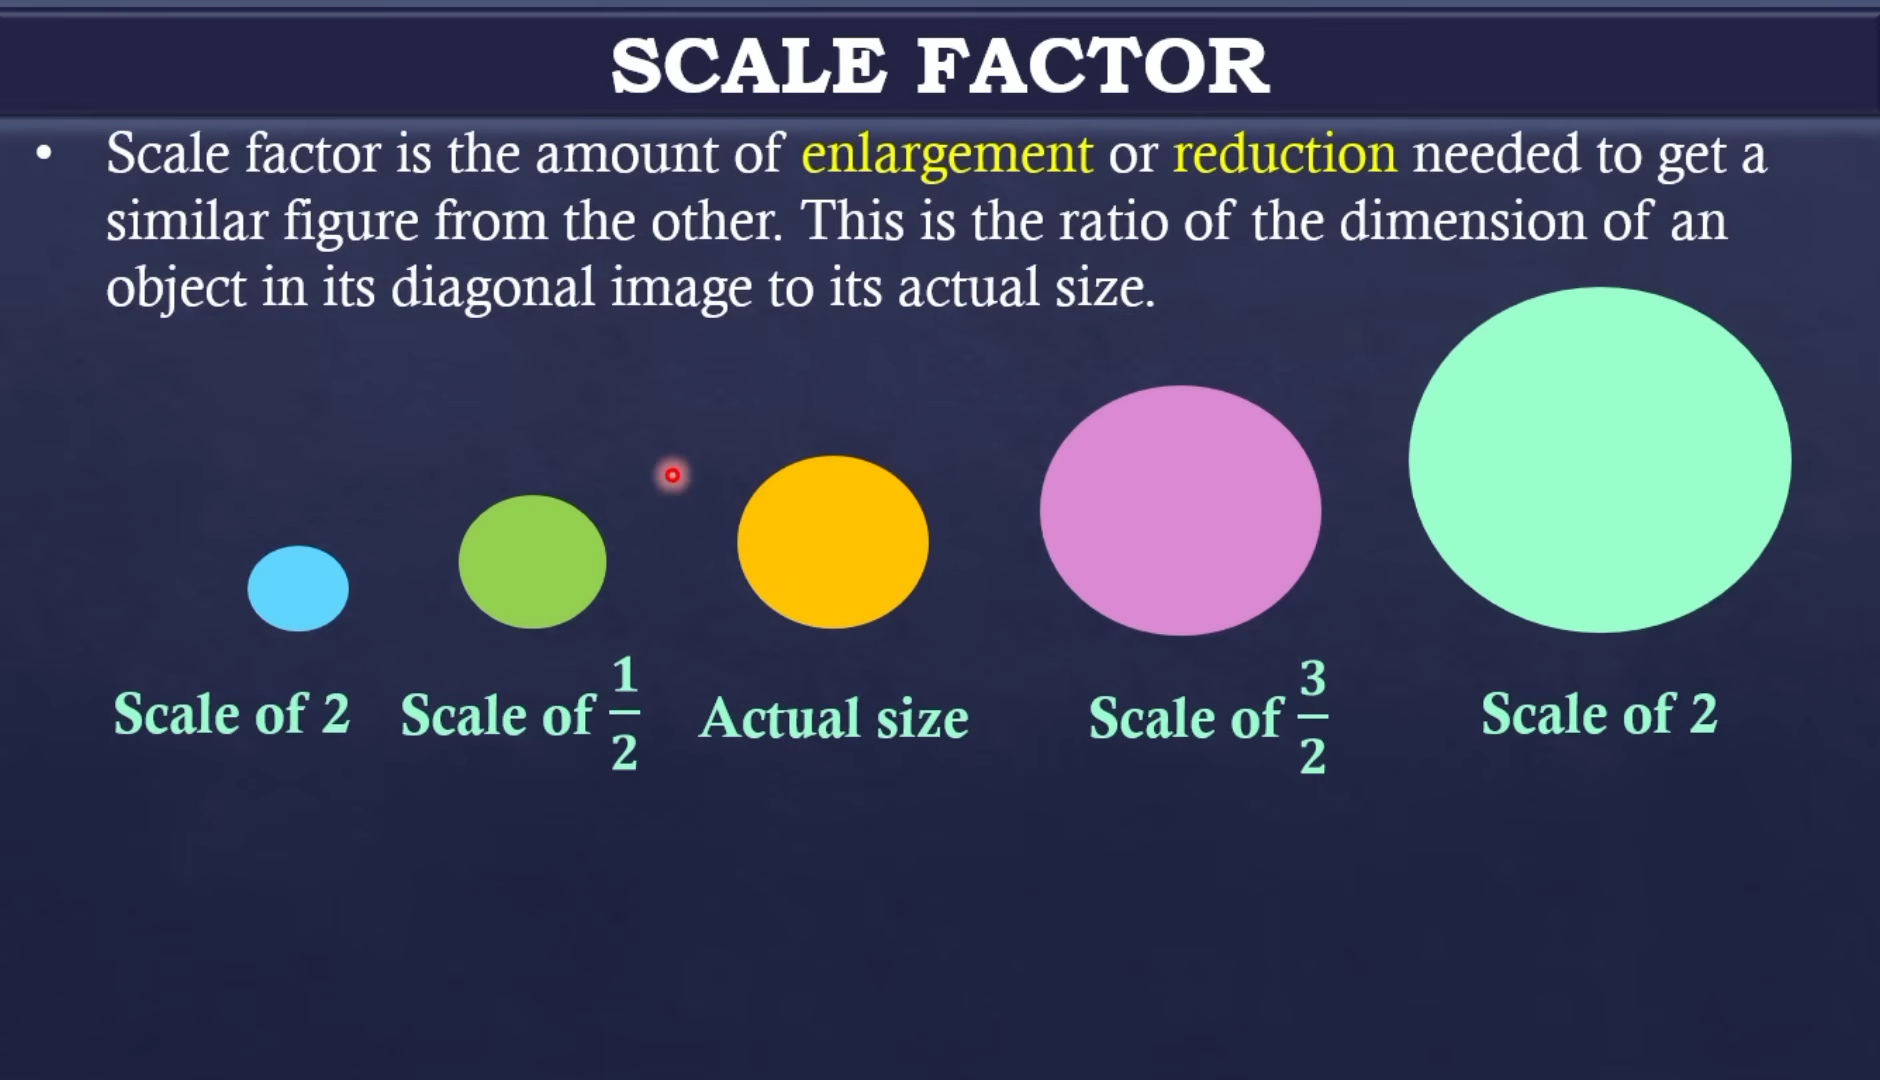 SCALE FACTOR
• Scale factor is the amount of enlargement or reduction needed to get a
similar figure from the other. This is the ratio of the dimension of an
object in its diagonal image to its actual size.
Scale of 2
Scale of 1/2
Actual size
Scale of 3/2
Scale of 2